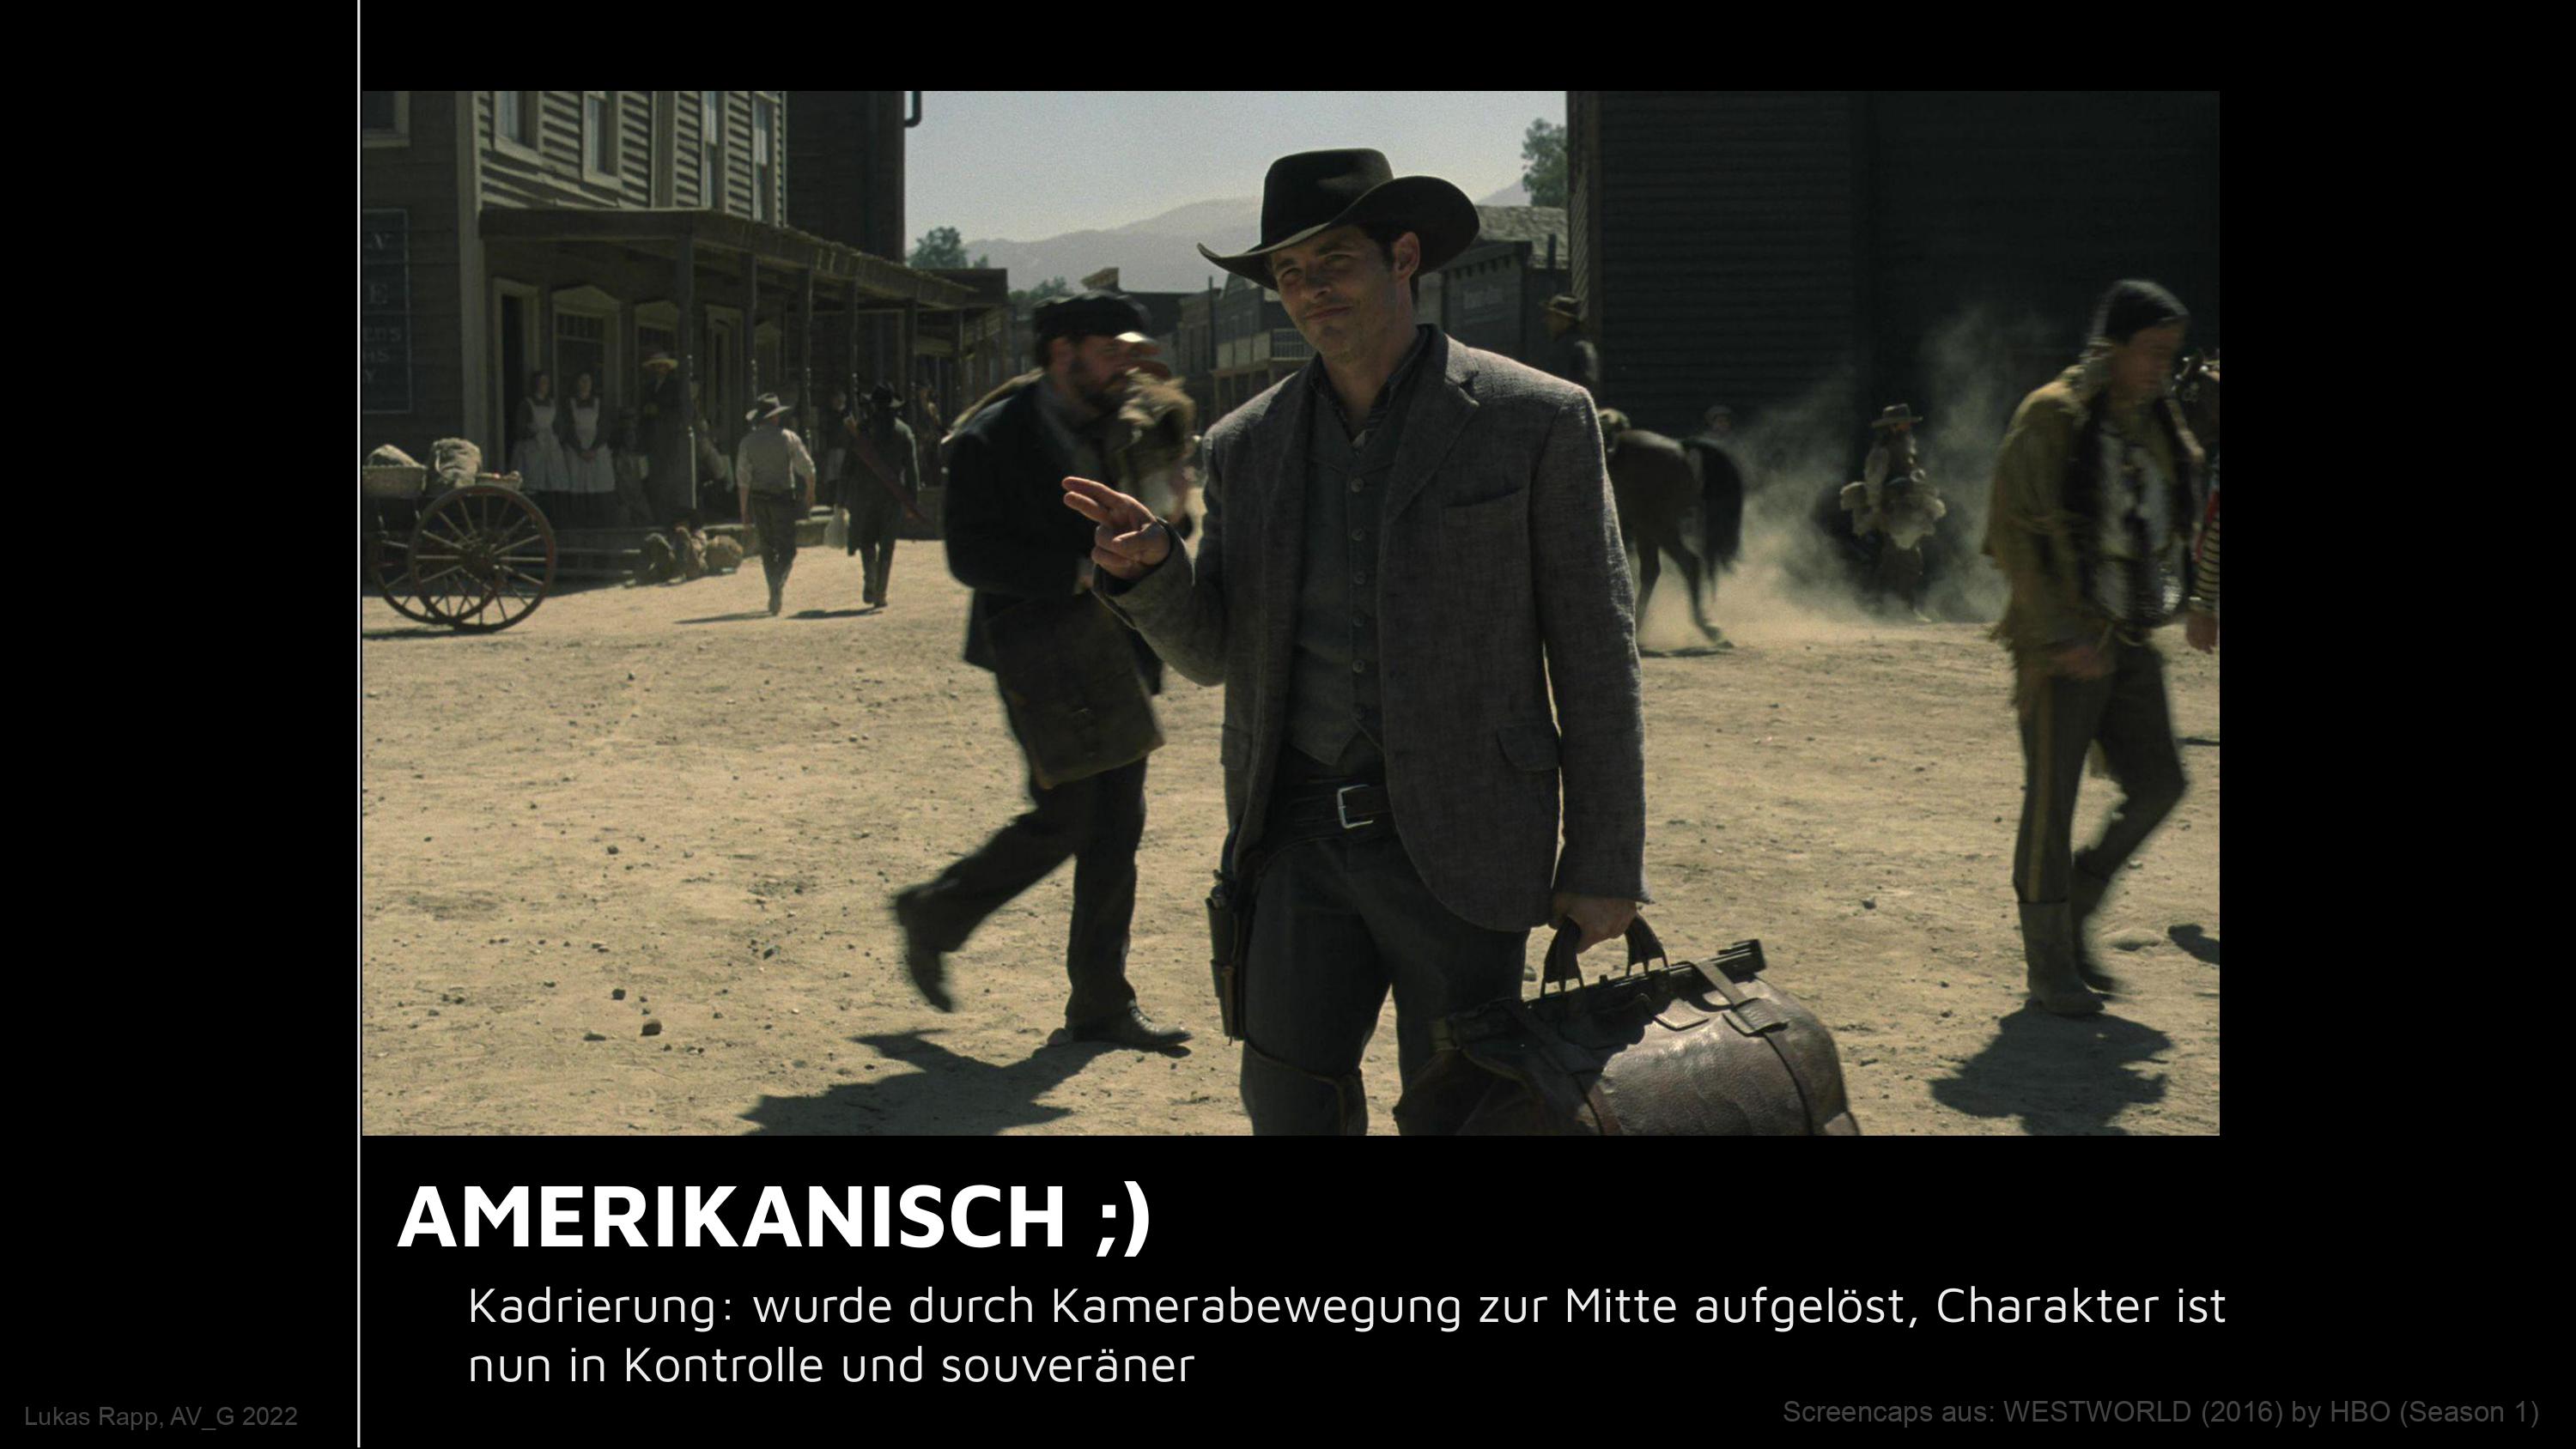 AMERIKANISCH ;)
Kadrierung: wurde durch Kamerabewegung zur Mitte aufgelöst, Charakter ist
nun in Kontrolle und souveräner
Lukas Rapp, AV_G 2022
Screencaps aus: WESTWORLD (2016) by HBO (Season 1)